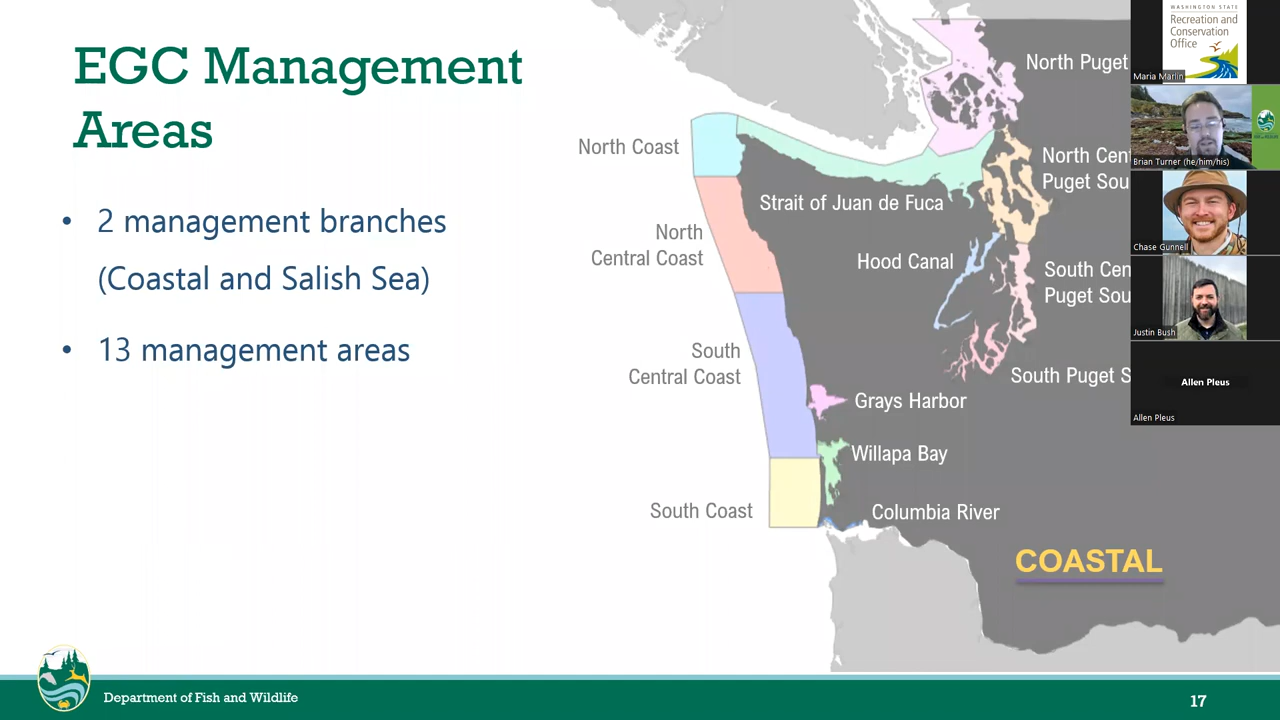 EGC Management
Areas
• 2 management branches
(Coastal and Salish Sea)
• 13 management areas
North Coast
North
Central Coast
South
Central Coast
South Coast
Strait of Juan de Fuca
Hood Canal
Grays Harbor
Willapa Bay
Columbia River
North Puget
North Cen
Puget Sou
South Cen
Puget Sou
South Puget S
COASTAL
WASHINGTON STATE
Recreation and
Conservation
Office
Maria Marlin
Brian Turner (he/him/his)
Chase Gunnell
Justin Bush
Allen Pleus
Allen Pleus
Department of Fish and Wildlife
17